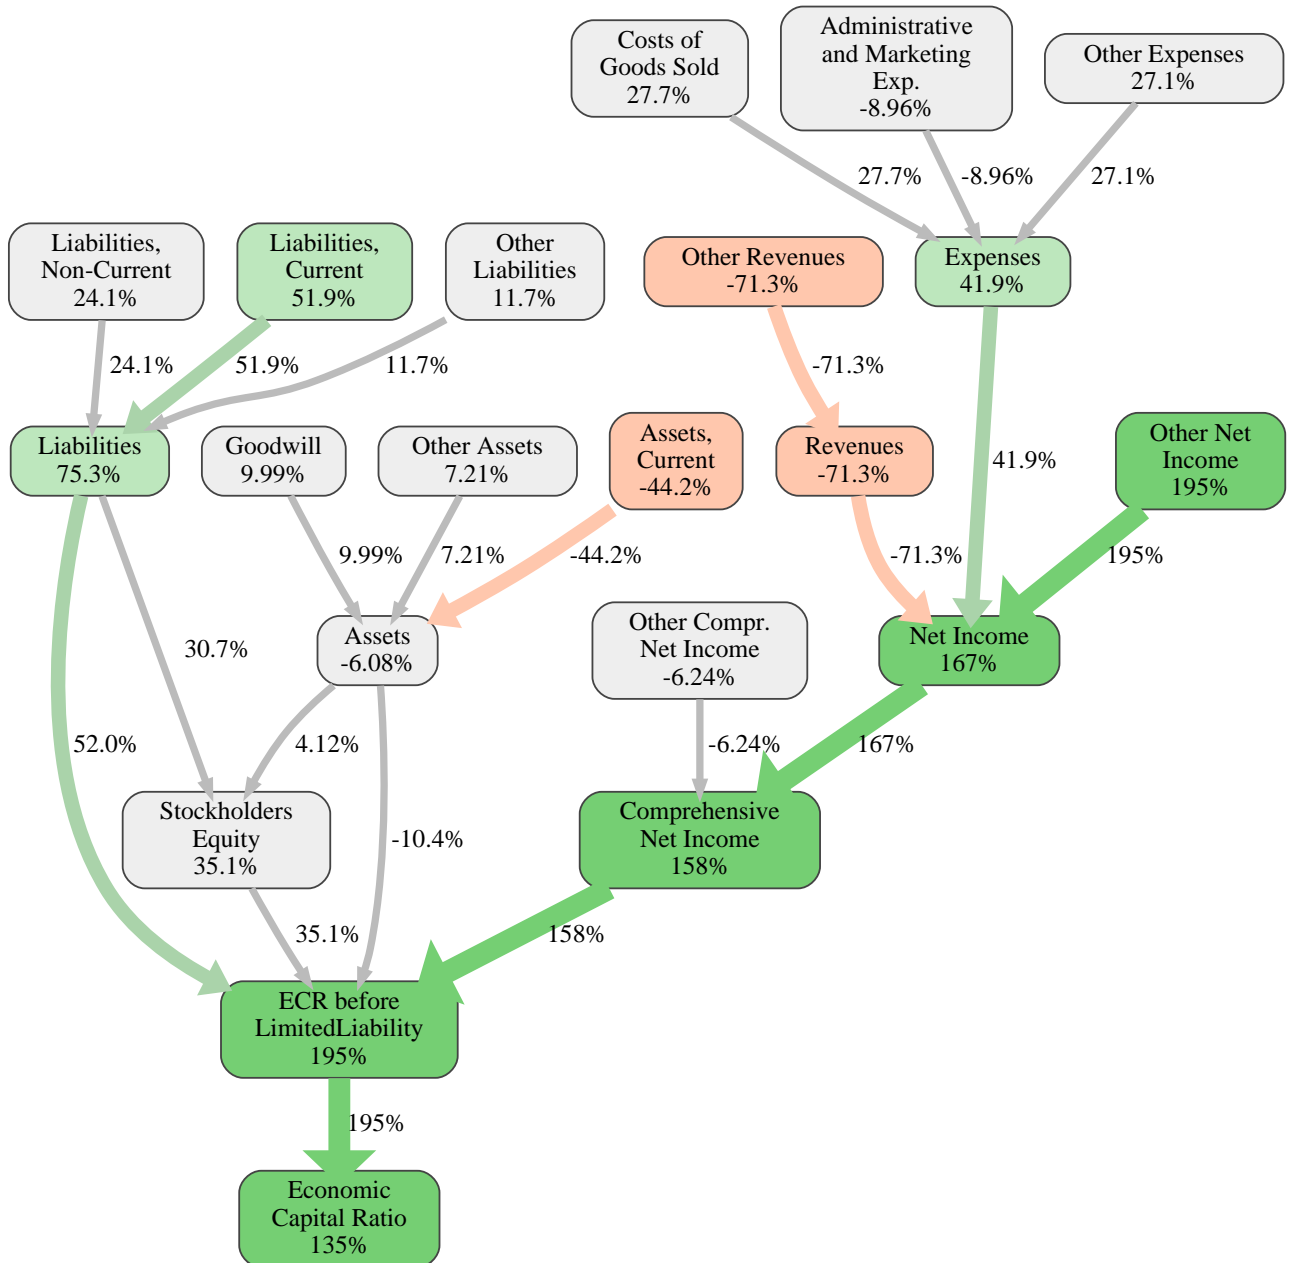 Costs of
Goods Sold
27.7%
Administrative
and Marketing
Exp.
-8.96%
Other Expenses
27.1%
27.7%
-8.96%
27.1%
Liabilities,
Non-Current
24.1%
Liabilities,
Current
51.9%
Other
Liabilities
11.7%
Other Revenues
-71.3%
Expenses
41.9%
24.1%
51.9%
11.7%
-71.3%
41.9%
Liabilities
75.3%
Goodwill
9.99%
Other Assets
7.21%
Assets,
Current
-44.2%
Revenues
-71.3%
Other Net
Income
195%
9.99%
7.21%
-44.2%
-71.3%
195%
30.7%
Assets
-6.08%
Other Compr.
Net Income
-6.24%
Net Income
167%
52.0%
4.12%
-10.4%
-6.24%
167%
Stockholders
Equity
35.1%
Comprehensive
Net Income
158%
35.1%
158%
ECR before
LimitedLiability
195%
195%
Economic
Capital Ratio
135%